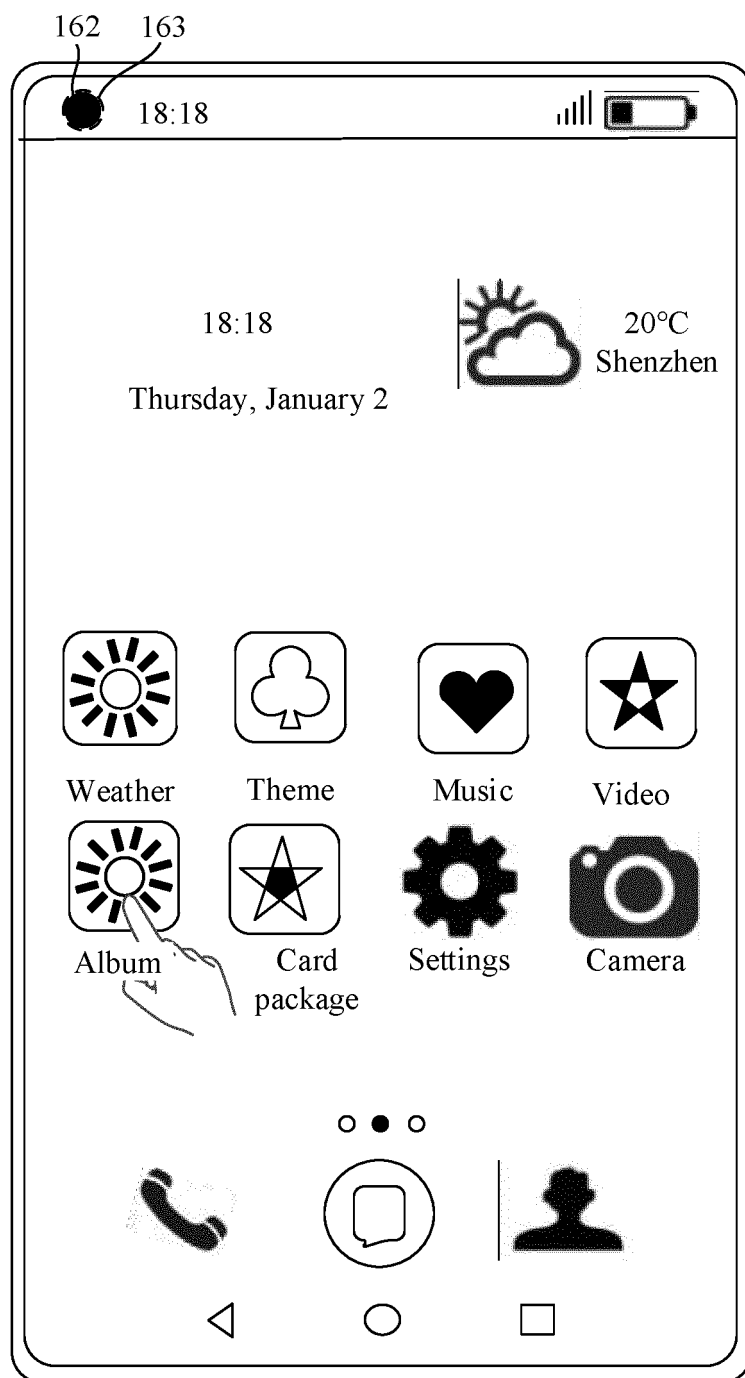 162 163
18:18
18:18
20°C
Shenzhen
Thursday, January 2
Weather Theme Music Video
Album Card package Settings Camera